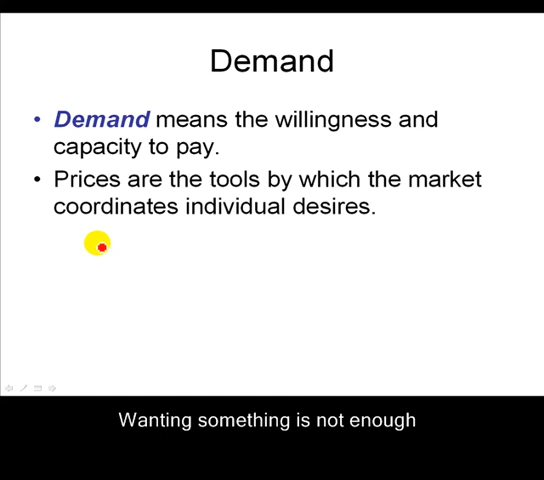 Demand
• Demand means the willingness and
capacity to pay.
• Prices are the tools by which the market
coordinates individual desires.
Wanting something is not enough